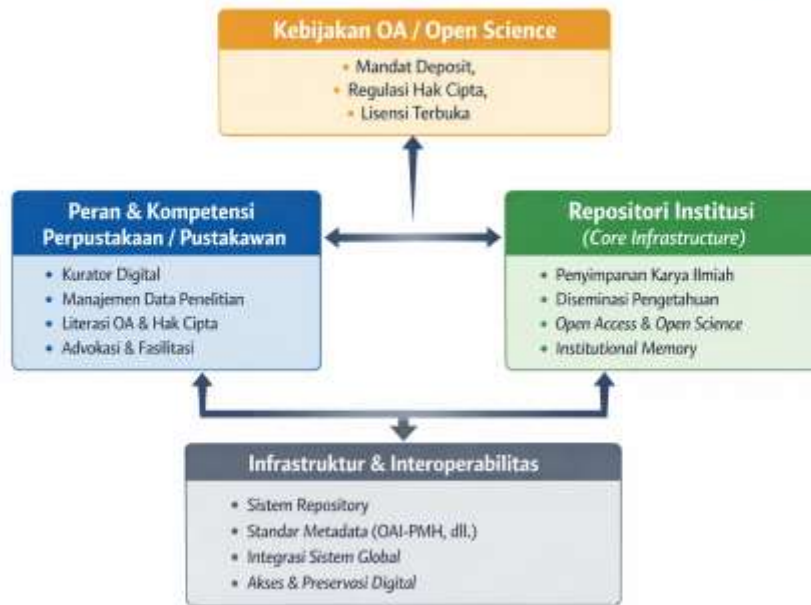 Kebijakan OA / Open Science
• Mandat Deposit,
• Regulasi Hak Cipta,
• Lisensi Terbuka
Peran & Kompetensi
Perpustakaan / Pustakawan
• Kurator Digital
• Manajemen Data Penelitian
• Literasi OA & Hak Cipta
• Advokasi & Fasilitasi
Repositori Institusi
(Core Infrastructure)
• Penyimpanan Karya Ilmiah
• Diseminasi Pengetahuan
• Open Access & Open Science
• Institutional Memory
Infrastruktur & Interoperabilitas
• Sistem Repository
• Standar Metadata (OAI-PMH, dll.)
• Integrasi Sistem Global
• Akses & Preservasi Digital